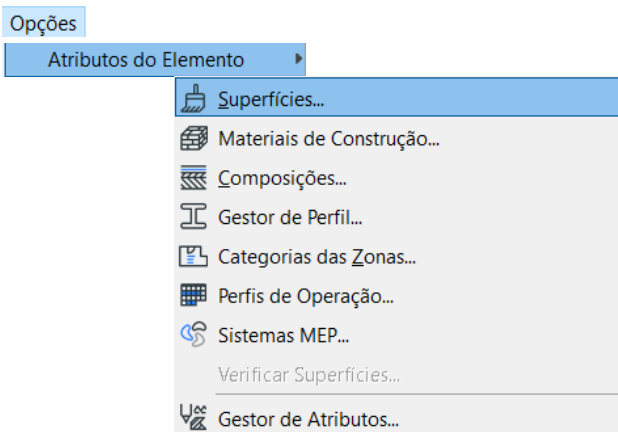 Opções
Atributos do Elemento
Superfícies...
Materiais de Construção...
Composições...
Gestor de Perfil...
Categorias das Zonas...
Perfis de Operação...
Sistemas MEP...
Verificar Superfícies...
Gestor de Atributos...